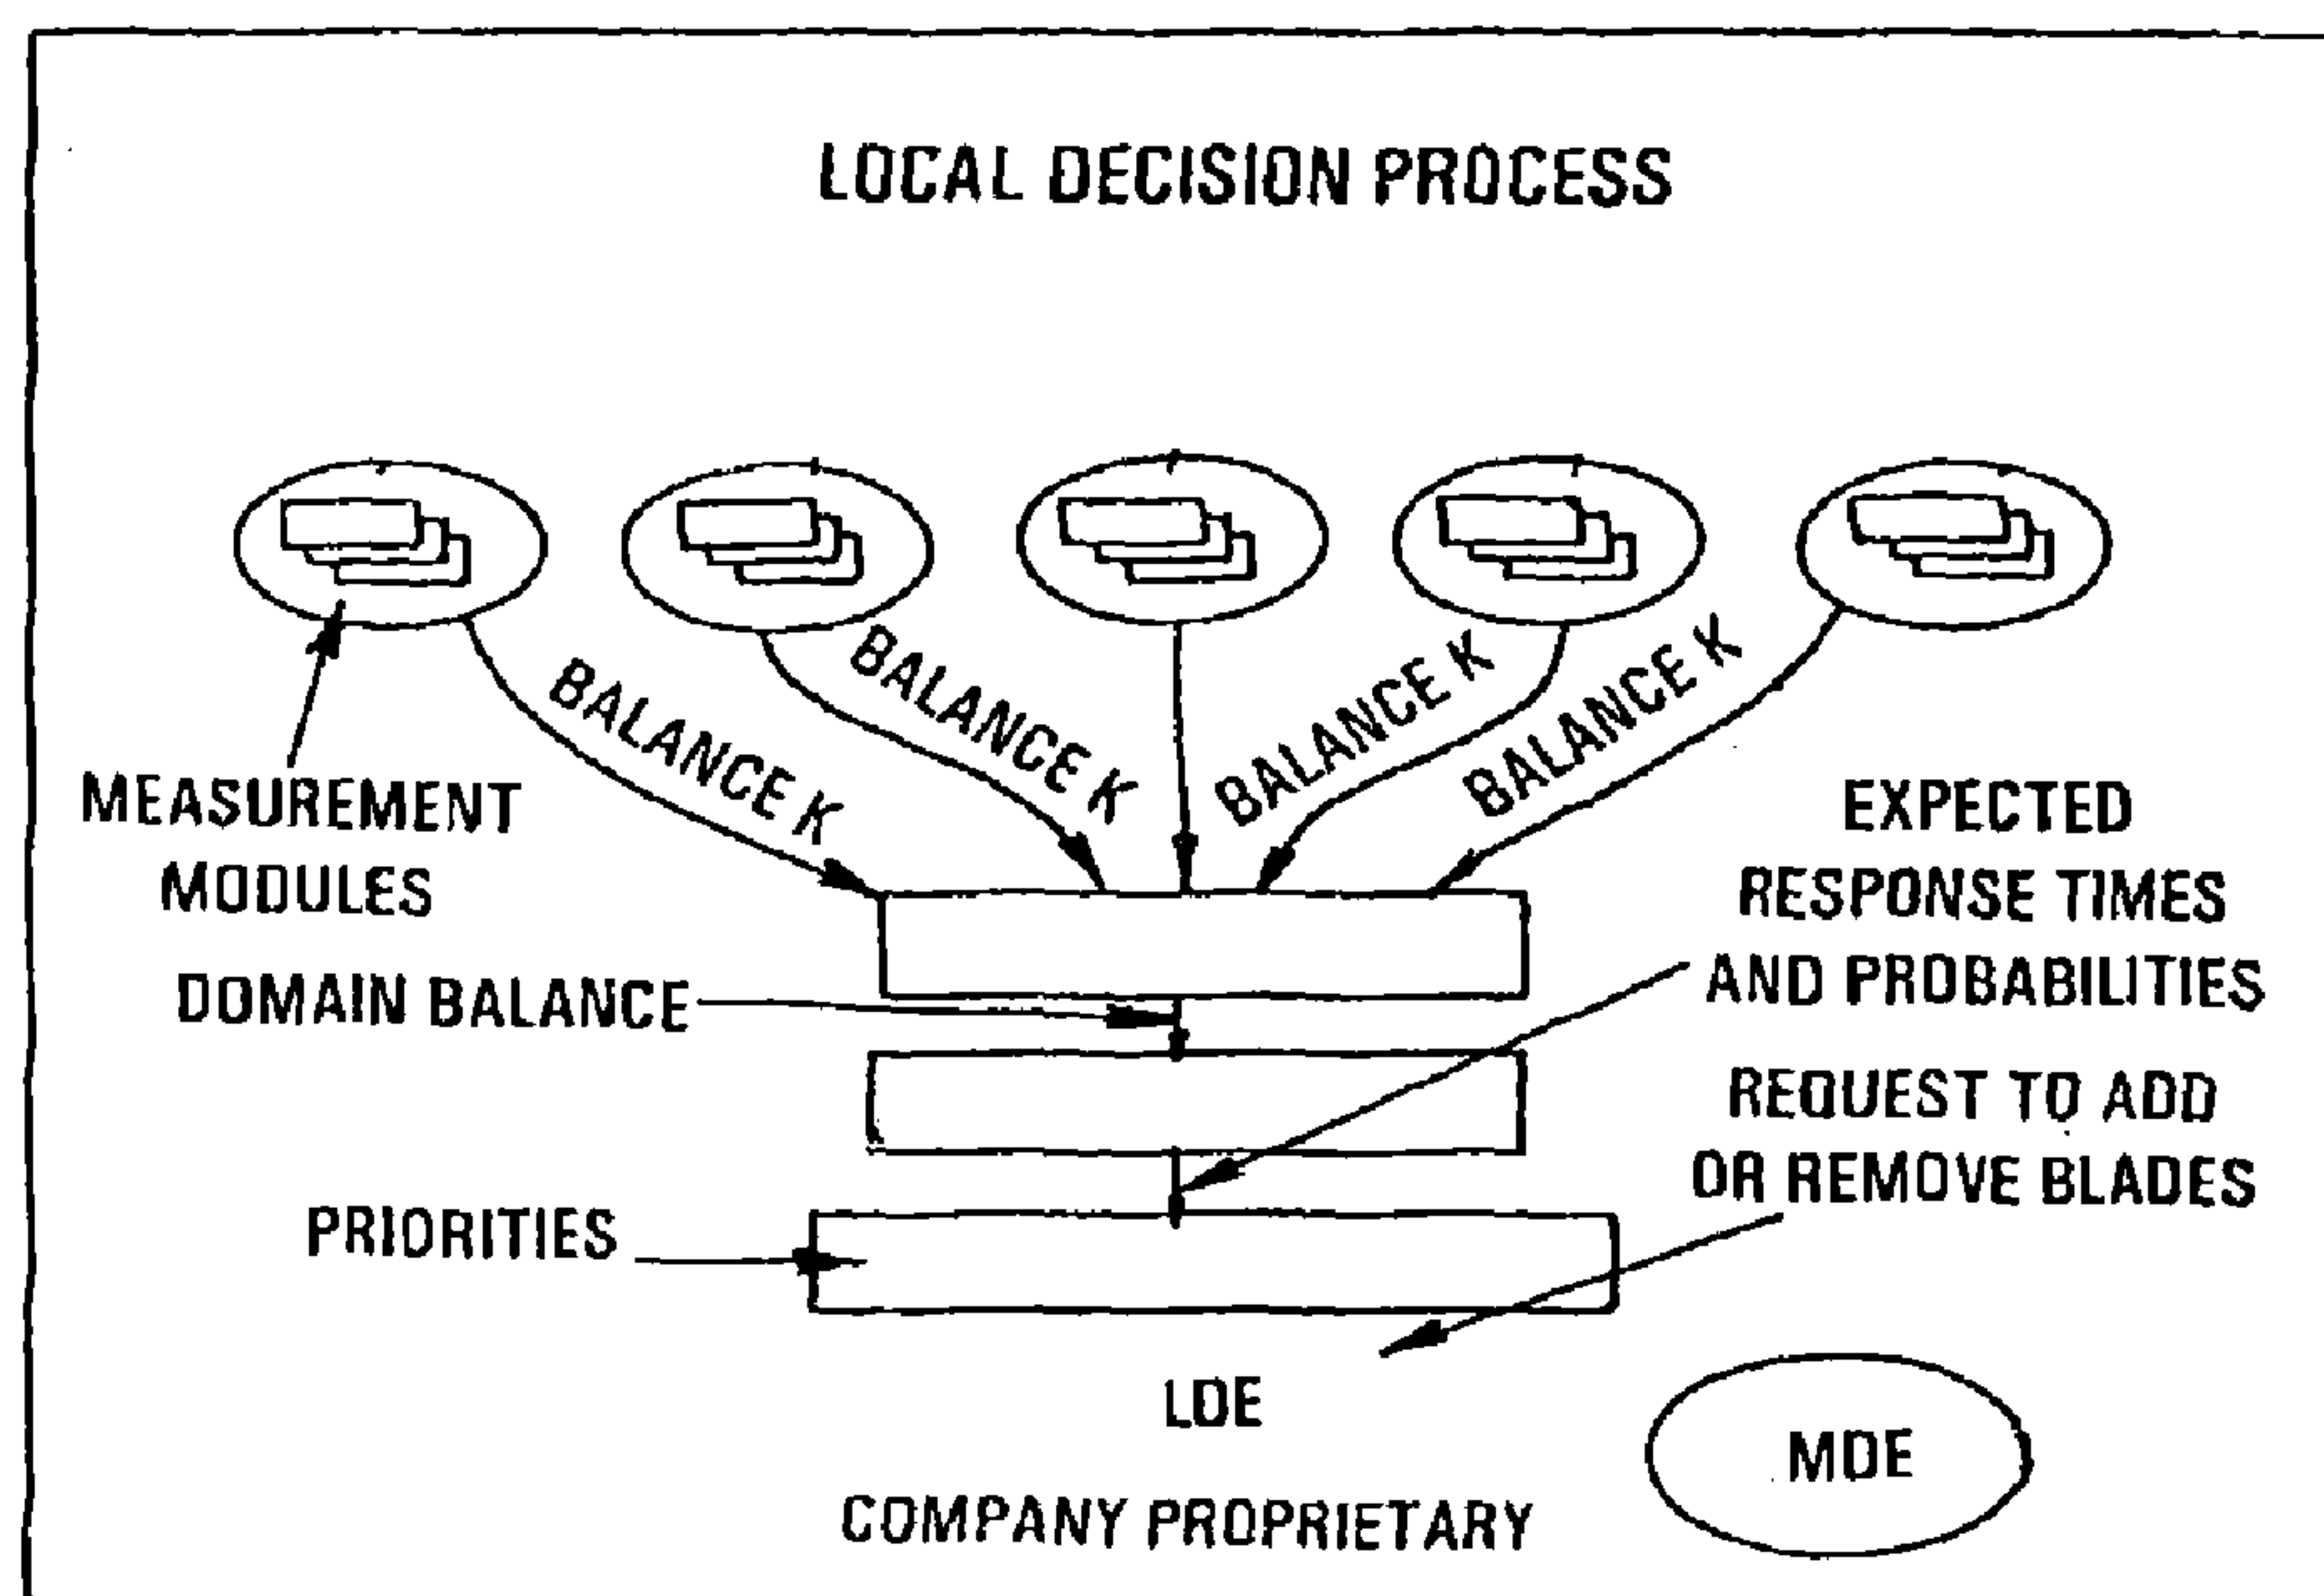 LOCAL DECISION PROCESS
BALANCE K
BALANCE K
BALANCE K
BALANCE K
MEASUREMENT
MODULES
EXPECTED
RESPONSE TIMES
AND PROBABILITIES
DOMAIN BALANCE
REQUEST TO ADD
OR REMOVE BLADES
PRIORITIES
LDE
MDE
COMPANY PROPRIETARY